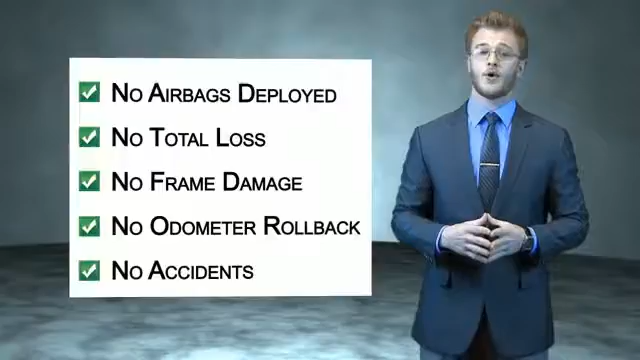 No Airbags Deployed
No Total Loss
No Frame Damage
No Odometer Rollback
No Accidents